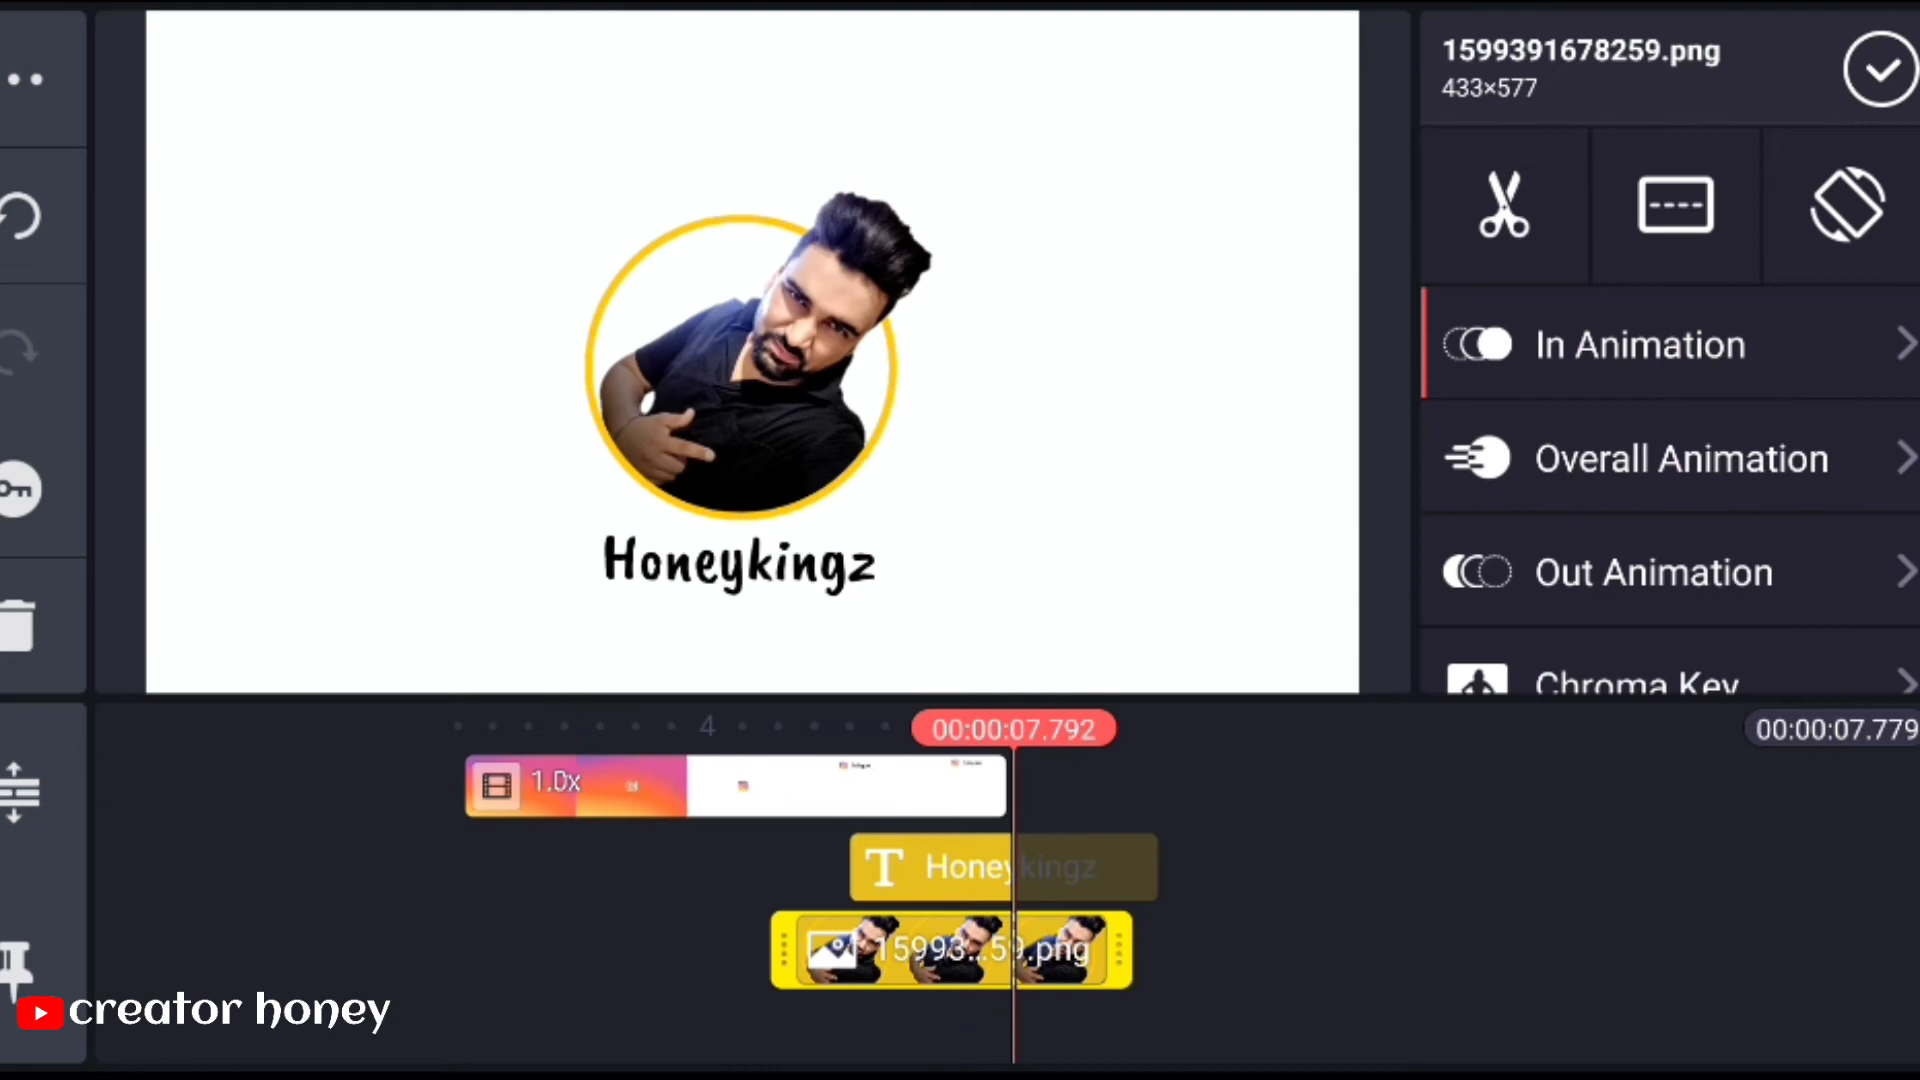 1599391678259.png
433×577
In Animation
Overall Animation
Out Animation
Chroma Key
Honeykingz
4
00:00:07.792
00:00:07.779
1.0x
Honeykingz
15993...59.png
creator honey